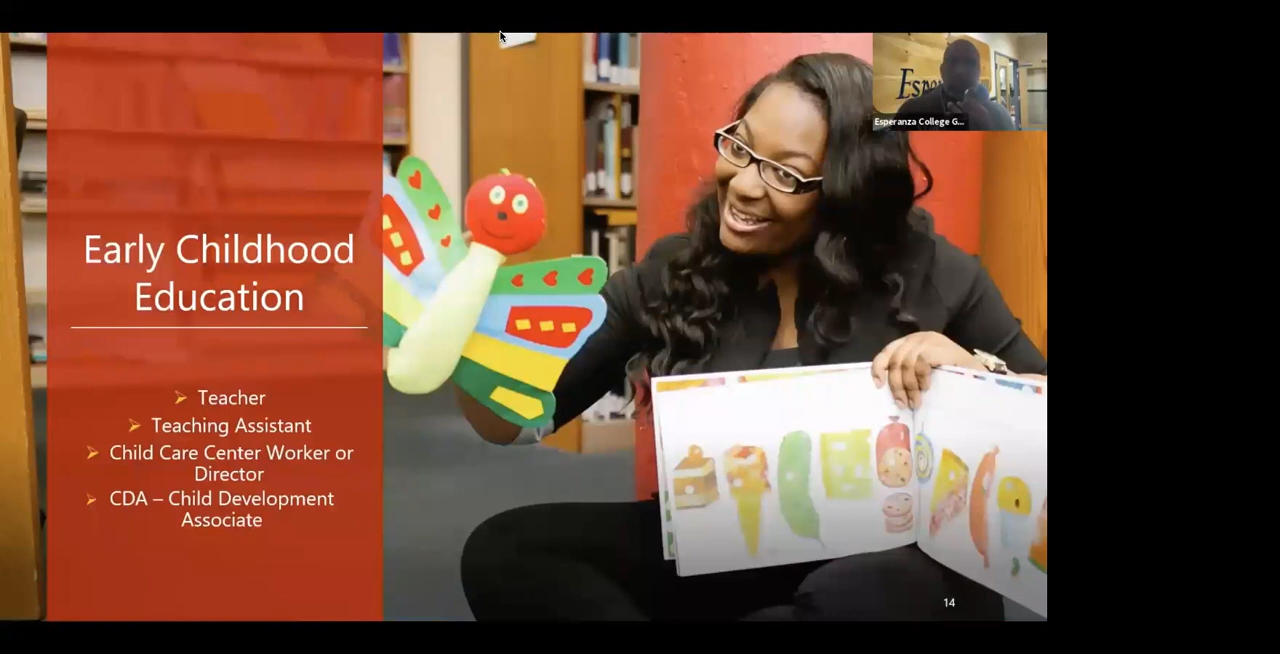 Early Childhood
Education
➢ Teacher
➢ Teaching Assistant
➢ Child Care Center Worker or
Director
➢ CDA – Child Development
Associate
Esperanza College G...
14